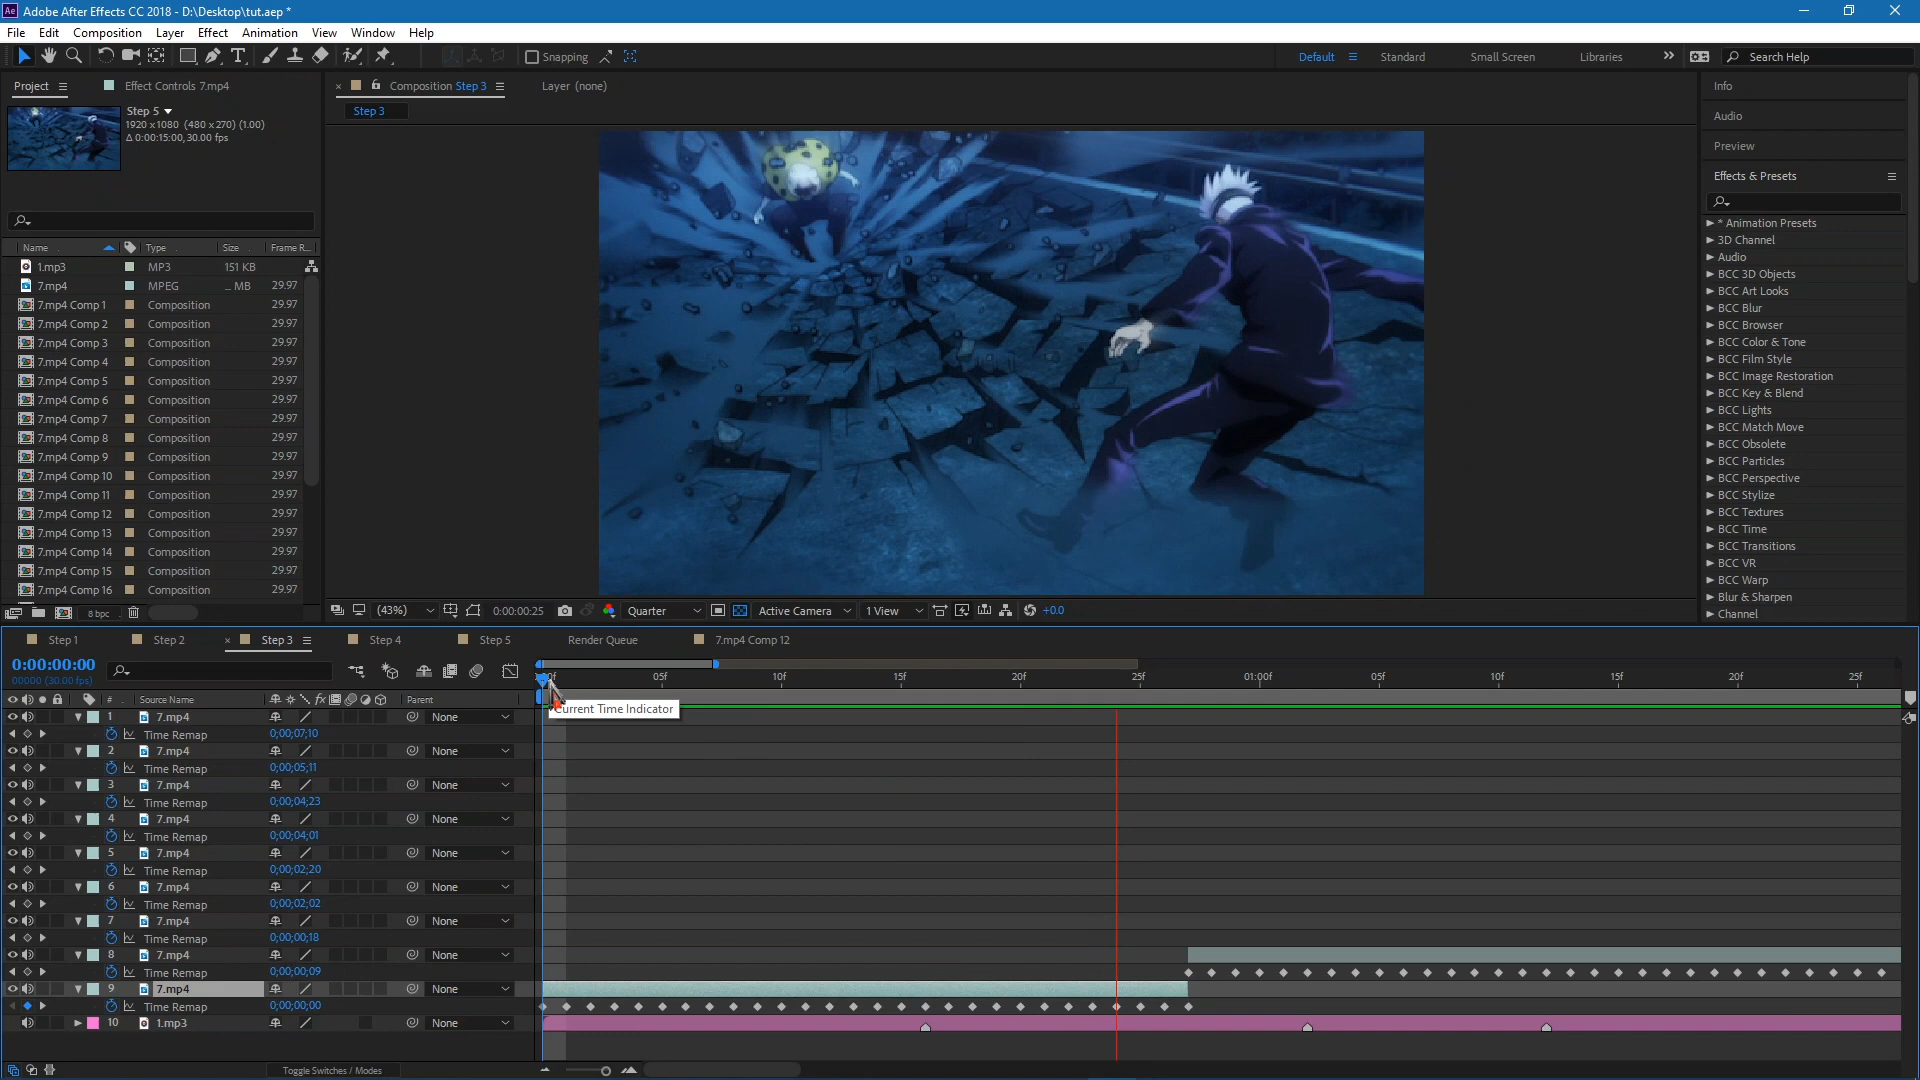 Ae Adobe After Effects CC 2018 - D:\Desktop\tut.aep *
File Edit Composition Layer Effect Animation View Window Help
Snapping
Default Standard Small Screen Libraries Search Help
Project Effect Controls 7.mp4
Composition Step 3 Layer (none)
Step 3
Step 5
1920 x1080 (480 x270) (1.00)
Δ 0:00:15:00, 30.00 fps
Name Type Size Frame R...
1.mp3 MP3 151 KB
7.mp4 MPEG ... MB 29.97
7.mp4 Comp 1 Composition 29.97
7.mp4 Comp 2 Composition 29.97
7.mp4 Comp 3 Composition 29.97
7.mp4 Comp 4 Composition 29.97
7.mp4 Comp 5 Composition 29.97
7.mp4 Comp 6 Composition 29.97
7.mp4 Comp 7 Composition 29.97
7.mp4 Comp 8 Composition 29.97
7.mp4 Comp 9 Composition 29.97
7.mp4 Comp 10 Composition 29.97
7.mp4 Comp 11 Composition 29.97
7.mp4 Comp 12 Composition 29.97
7.mp4 Comp 13 Composition 29.97
7.mp4 Comp 14 Composition 29.97
7.mp4 Comp 15 Composition 29.97
7.mp4 Comp 16 Composition 29.97
8 bpc
(43%) 0:00:00:25 Quarter Active Camera 1 View +0.0
Info
Audio
Preview
Effects & Presets
* Animation Presets
3D Channel
Audio
BCC 3D Objects
BCC Art Looks
BCC Blur
BCC Browser
BCC Color & Tone
BCC Film Style
BCC Image Restoration
BCC Key & Blend
BCC Lights
BCC Match Move
BCC Obsolete
BCC Particles
BCC Perspective
BCC Stylize
BCC Textures
BCC Time
BCC Transitions
BCC VR
BCC Warp
Blur & Sharpen
Channel
Step 1 Step 2 Step 3 Step 4 Step 5 Render Queue 7.mp4 Comp 12
0:00:00:00
00000 (30.00 fps)
05f 10f 15f 20f 25f 01:00f 05f 10f 15f 20f 25f
# Source Name fx Parent
Current Time Indicator
1 7.mp4 None
Time Remap 0;00;07;10
2 7.mp4 None
Time Remap 0;00;05;11
3 7.mp4 None
Time Remap 0;00;04;23
4 7.mp4 None
Time Remap 0;00;04;01
5 7.mp4 None
Time Remap 0;00;02;20
6 7.mp4 None
Time Remap 0;00;02;02
7 7.mp4 None
Time Remap 0;00;00;18
8 7.mp4 None
Time Remap 0;00;00;09
9 7.mp4 None
Time Remap 0;00;00;00
10 1.mp3 None
Toggle Switches / Modes